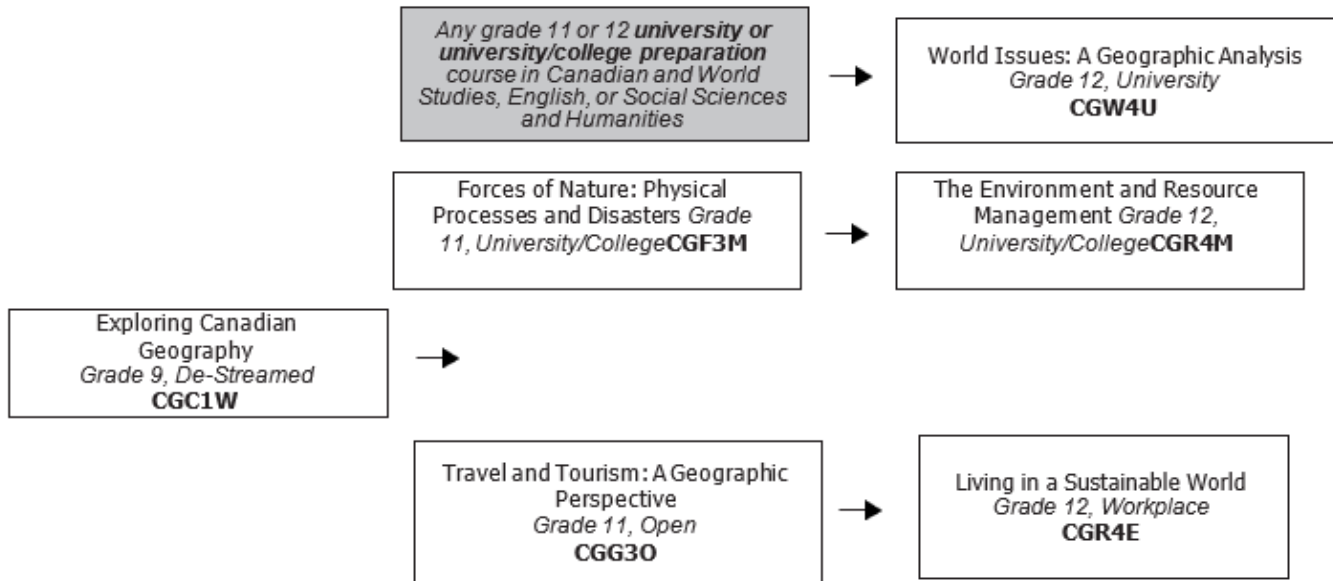 Any grade 11 or 12 university or
university/college preparation
course in Canadian and World
Studies, English, or Social Sciences
and Humanities
World Issues: A Geographic Analysis
Grade 12, University
CGW4U
Forces of Nature: Physical
Processes and Disasters Grade
11, University/CollegeCGF3M
The Environment and Resource
Management Grade 12,
University/CollegeCGR4M
Exploring Canadian
Geography
Grade 9, De-Streamed
CGC1W
Travel and Tourism: A Geographic
Perspective
Grade 11, Open
CGG3O
Living in a Sustainable World
Grade 12, Workplace
CGR4E